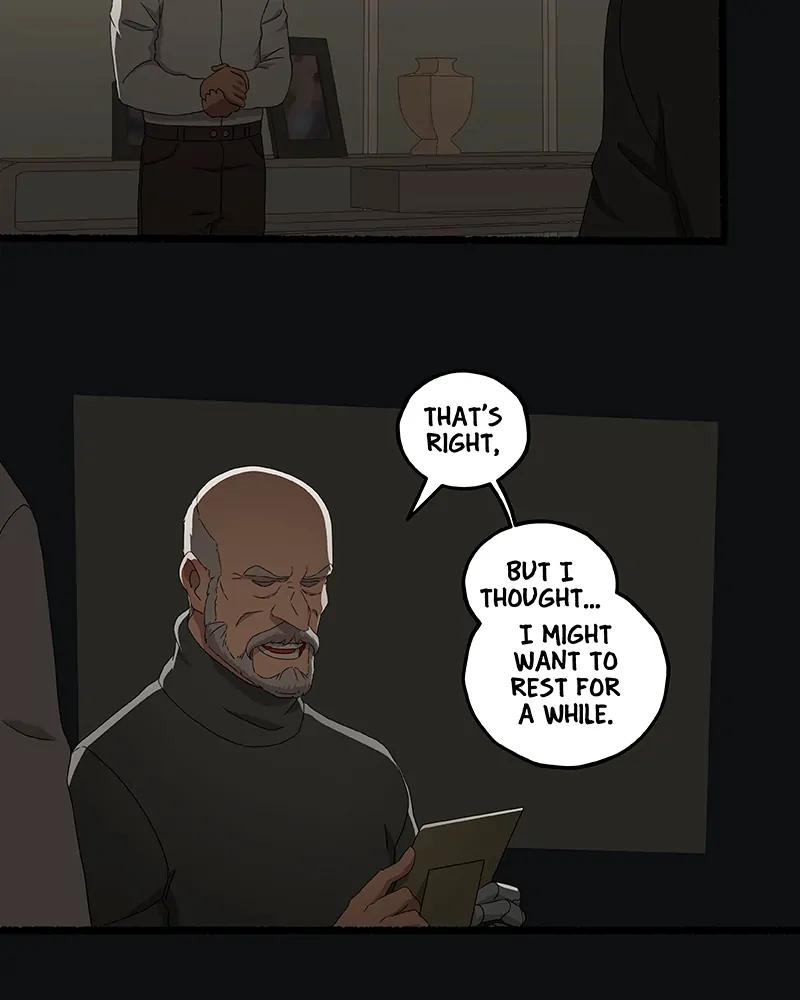 THAT'S
RIGHT,
BUT I
THOUGHT...
I MIGHT
WANT TO
REST FOR
A WHILE.